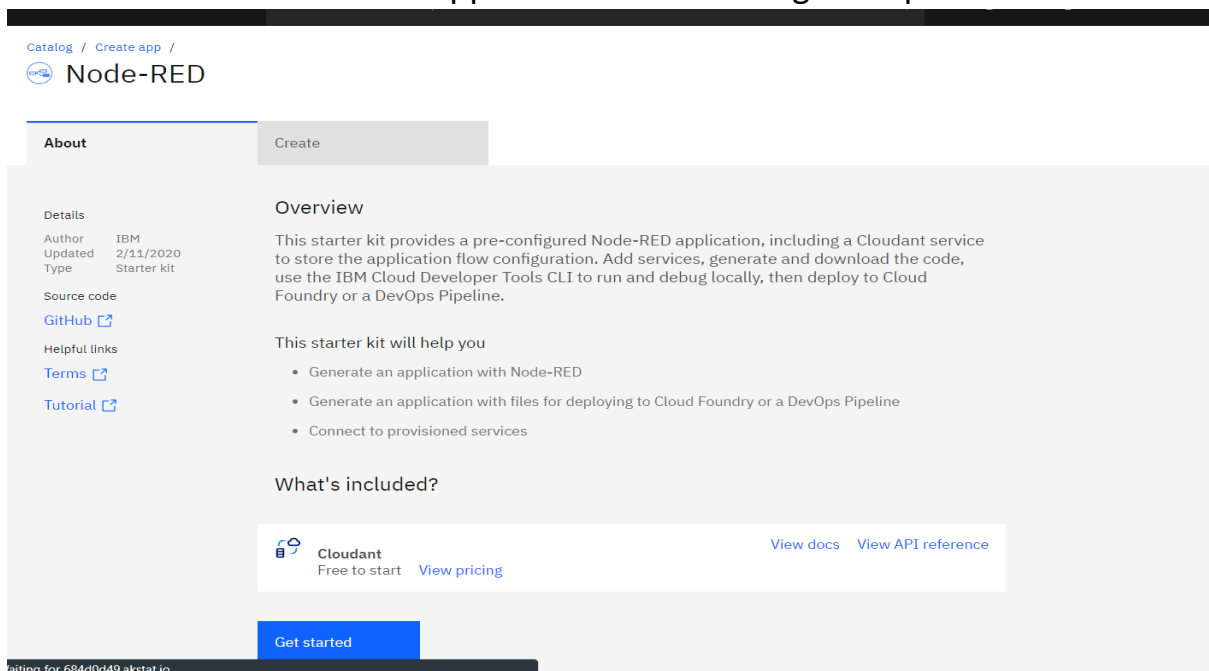 Catalog / Create app /
Node-RED
About
Create
Details
Author IBM
Updated 2/11/2020
Type Starter kit
Source code
GitHub
Helpful links
Terms
Tutorial
Overview
This starter kit provides a pre-configured Node-RED application, including a Cloudant service
to store the application flow configuration. Add services, generate and download the code,
use the IBM Cloud Developer Tools CLI to run and debug locally, then deploy to Cloud
Foundry or a DevOps Pipeline.
This starter kit will help you
• Generate an application with Node-RED
• Generate an application with files for deploying to Cloud Foundry or a DevOps Pipeline
• Connect to provisioned services
What's included?
Cloudant
Free to start View pricing
View docs View API reference
Get started
aiting for 684d0d49.akstat.io